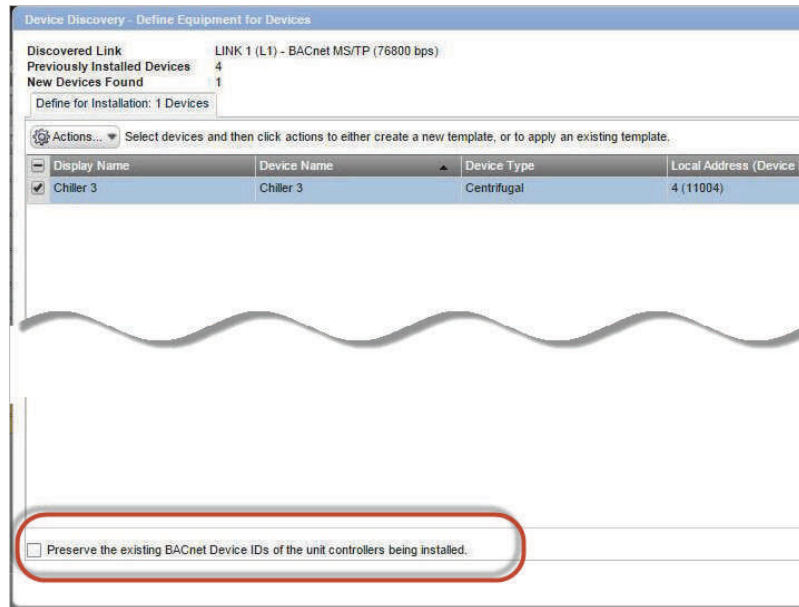 Device Discovery - Define Equipment for Devices
Discovered Link LINK 1 (L1) - BACnet MS/TP (76800 bps)
Previously Installed Devices 4
New Devices Found 1
Define for Installation: 1 Devices
Actions... Select devices and then click actions to either create a new template, or to apply an existing template.
Display Name Device Name Device Type Local Address (Device
Chiller 3 Chiller 3 Centrifugal 4 (11004)
Preserve the existing BACnet Device IDs of the unit controllers being installed.